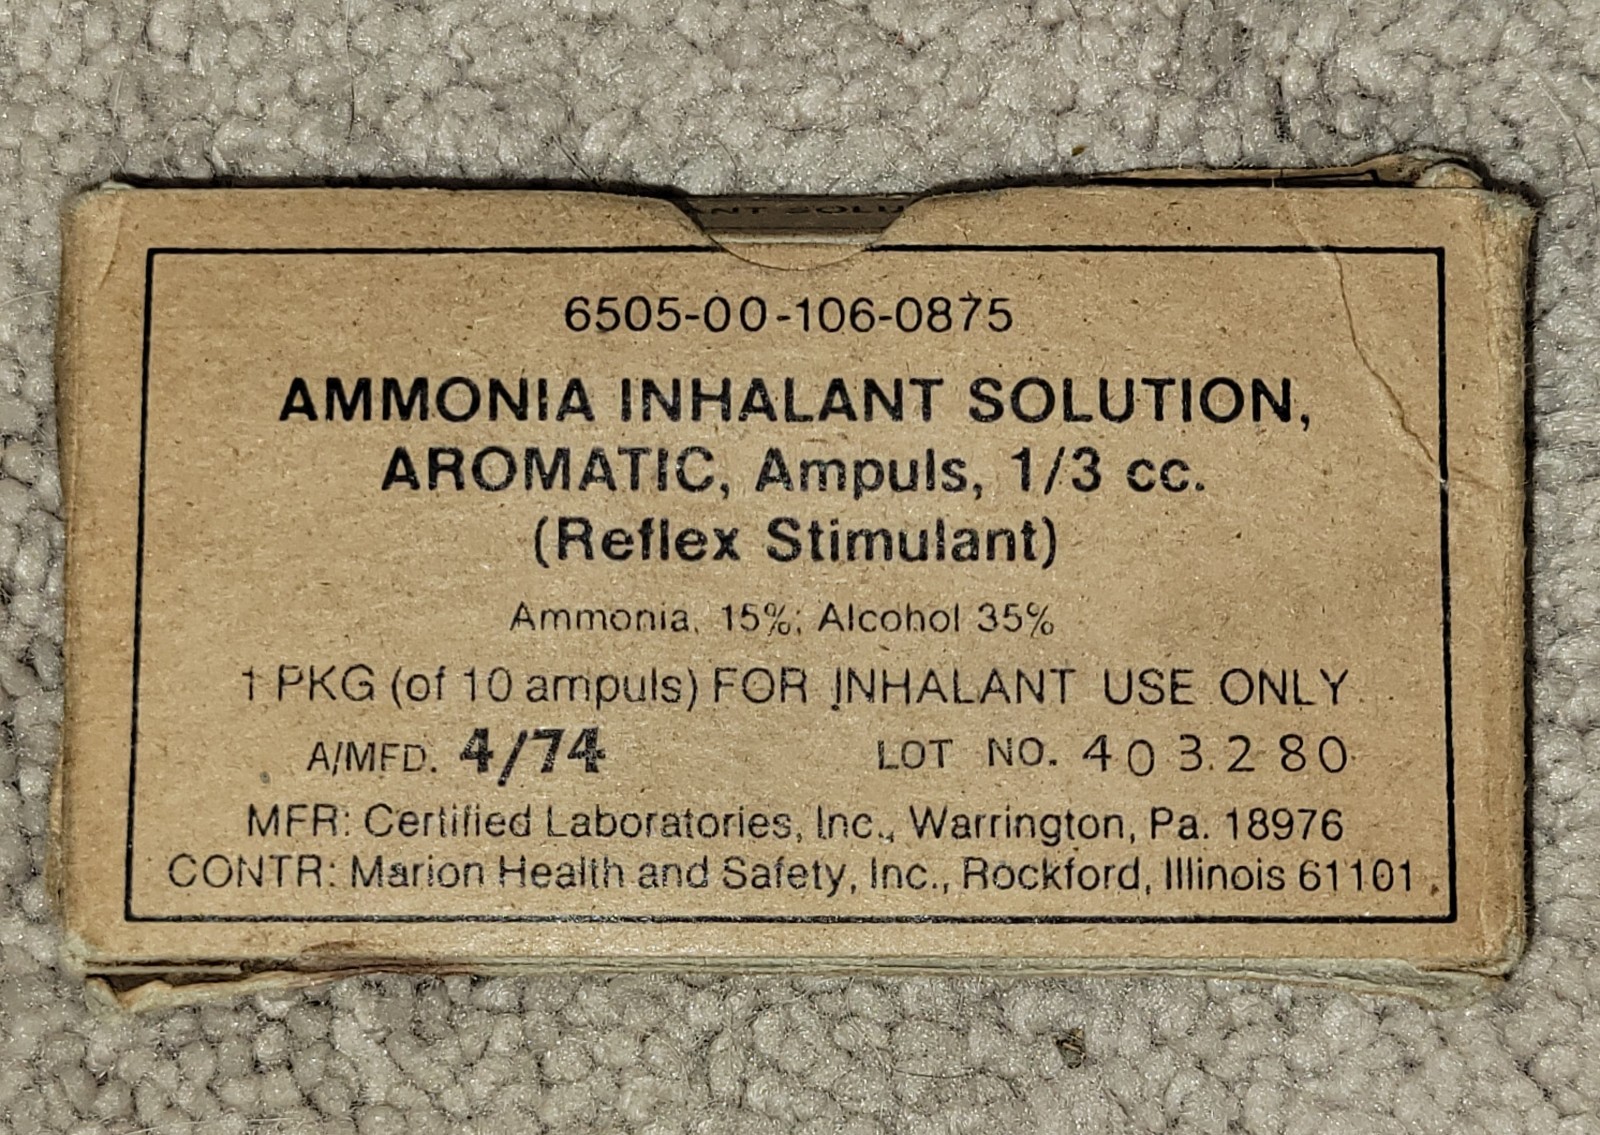 ANT SOLU
6505-00-106-0875
AMMONIA INHALANT SOLUTION,
AROMATIC, Ampuls, 1/3 cc.
(Reflex Stimulant)
Ammonia, 15%; Alcohol 35%
1 PKG (of 10 ampuls) FOR INHALANT USE ONLY
A/MFD. 4/74 LOT NO. 403280
MFR: Certified Laboratories, Inc., Warrington, Pa. 18976
CONTR: Marion Health and Safety, Inc., Rockford, Illinois 61101